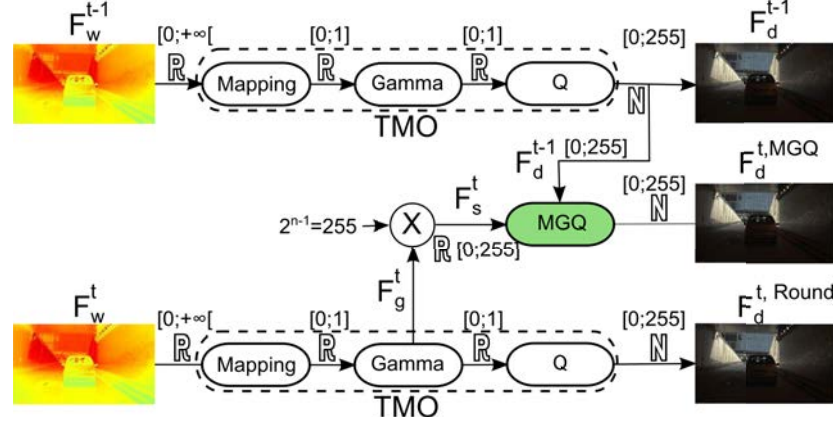 F_w^{t-1}
[0;+∞[
ℝ
Mapping
[0;1]
ℝ
Gamma
[0;1]
ℝ
Q
[0;255]
ℕ
F_d^{t-1}
TMO
F_d^{t-1} [0;255]
F_s^t
MGQ
[0;255]
ℕ
F_d^{t,MGQ}
2^{n-1}=255
X
ℝ [0;255]
F_g^t
F_w^t
[0;+∞[
ℝ
Mapping
[0;1]
ℝ
Gamma
[0;1]
ℝ
Q
[0;255]
ℕ
F_d^{t, Round}
TMO